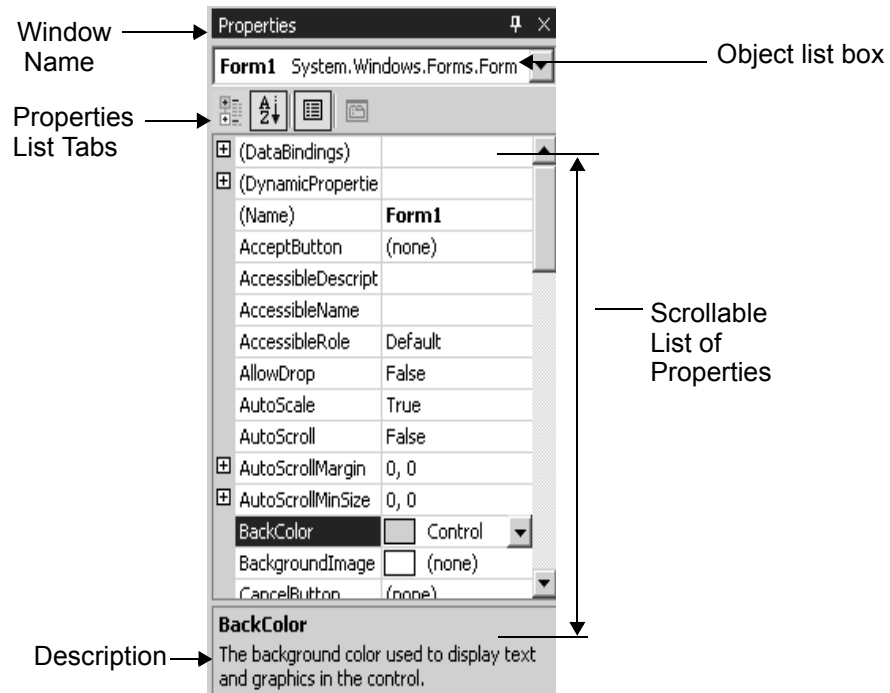 Window
Name
Properties
Form1 System.Windows.Forms.Form
Object list box
Properties
List Tabs
(DataBindings)
(DynamicPropertie
(Name) Form1
AcceptButton (none)
AccessibleDescript
AccessibleName
AccessibleRole Default
AllowDrop False
AutoScale True
AutoScroll False
AutoScrollMargin 0, 0
AutoScrollMinSize 0, 0
BackColor Control
BackgroundImage (none)
CancelButton (none)
Scrollable
List of
Properties
BackColor
Description
The background color used to display text
and graphics in the control.